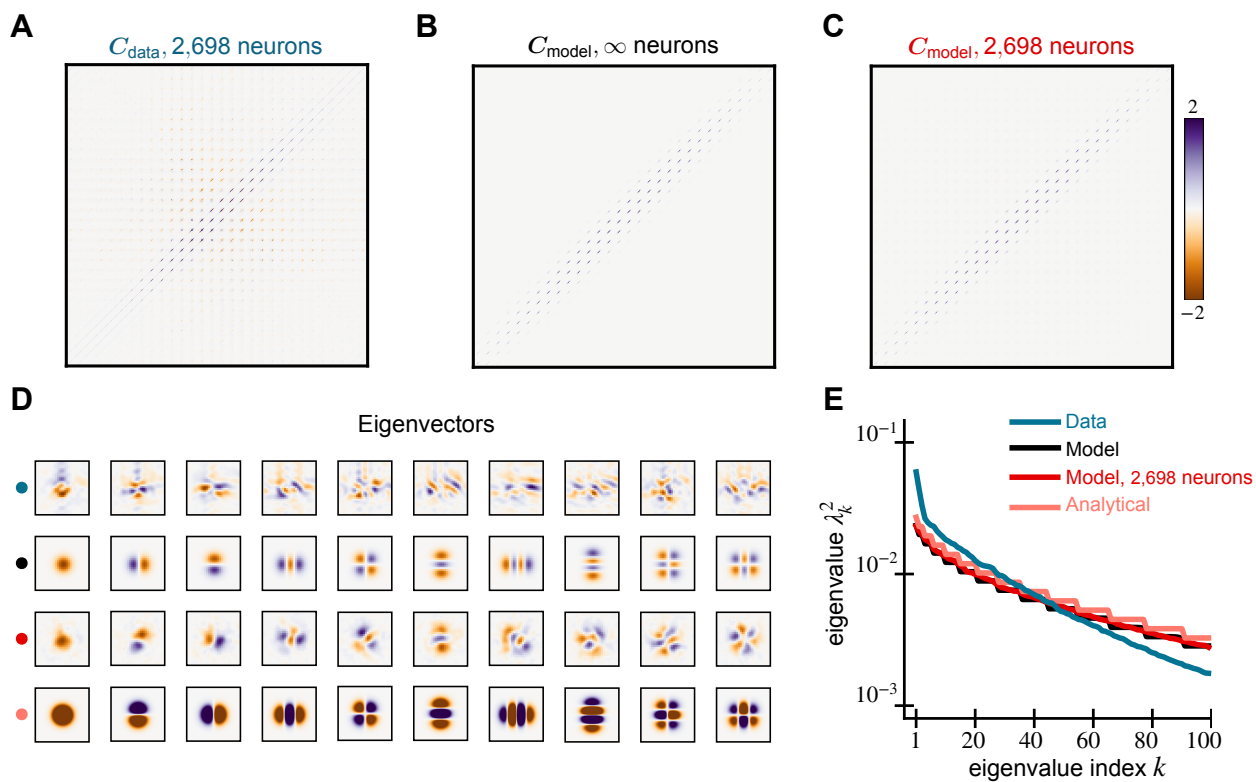 A
B
C
C_data, 2,698 neurons
C_model, ∞ neurons
C_model, 2,698 neurons
2
−2
D
E
Eigenvectors
Data
Model
Model, 2,698 neurons
Analytical
eigenvalue λ_k^2
10^−1
10^−2
10^−3
1 20 40 60 80 100
eigenvalue index k